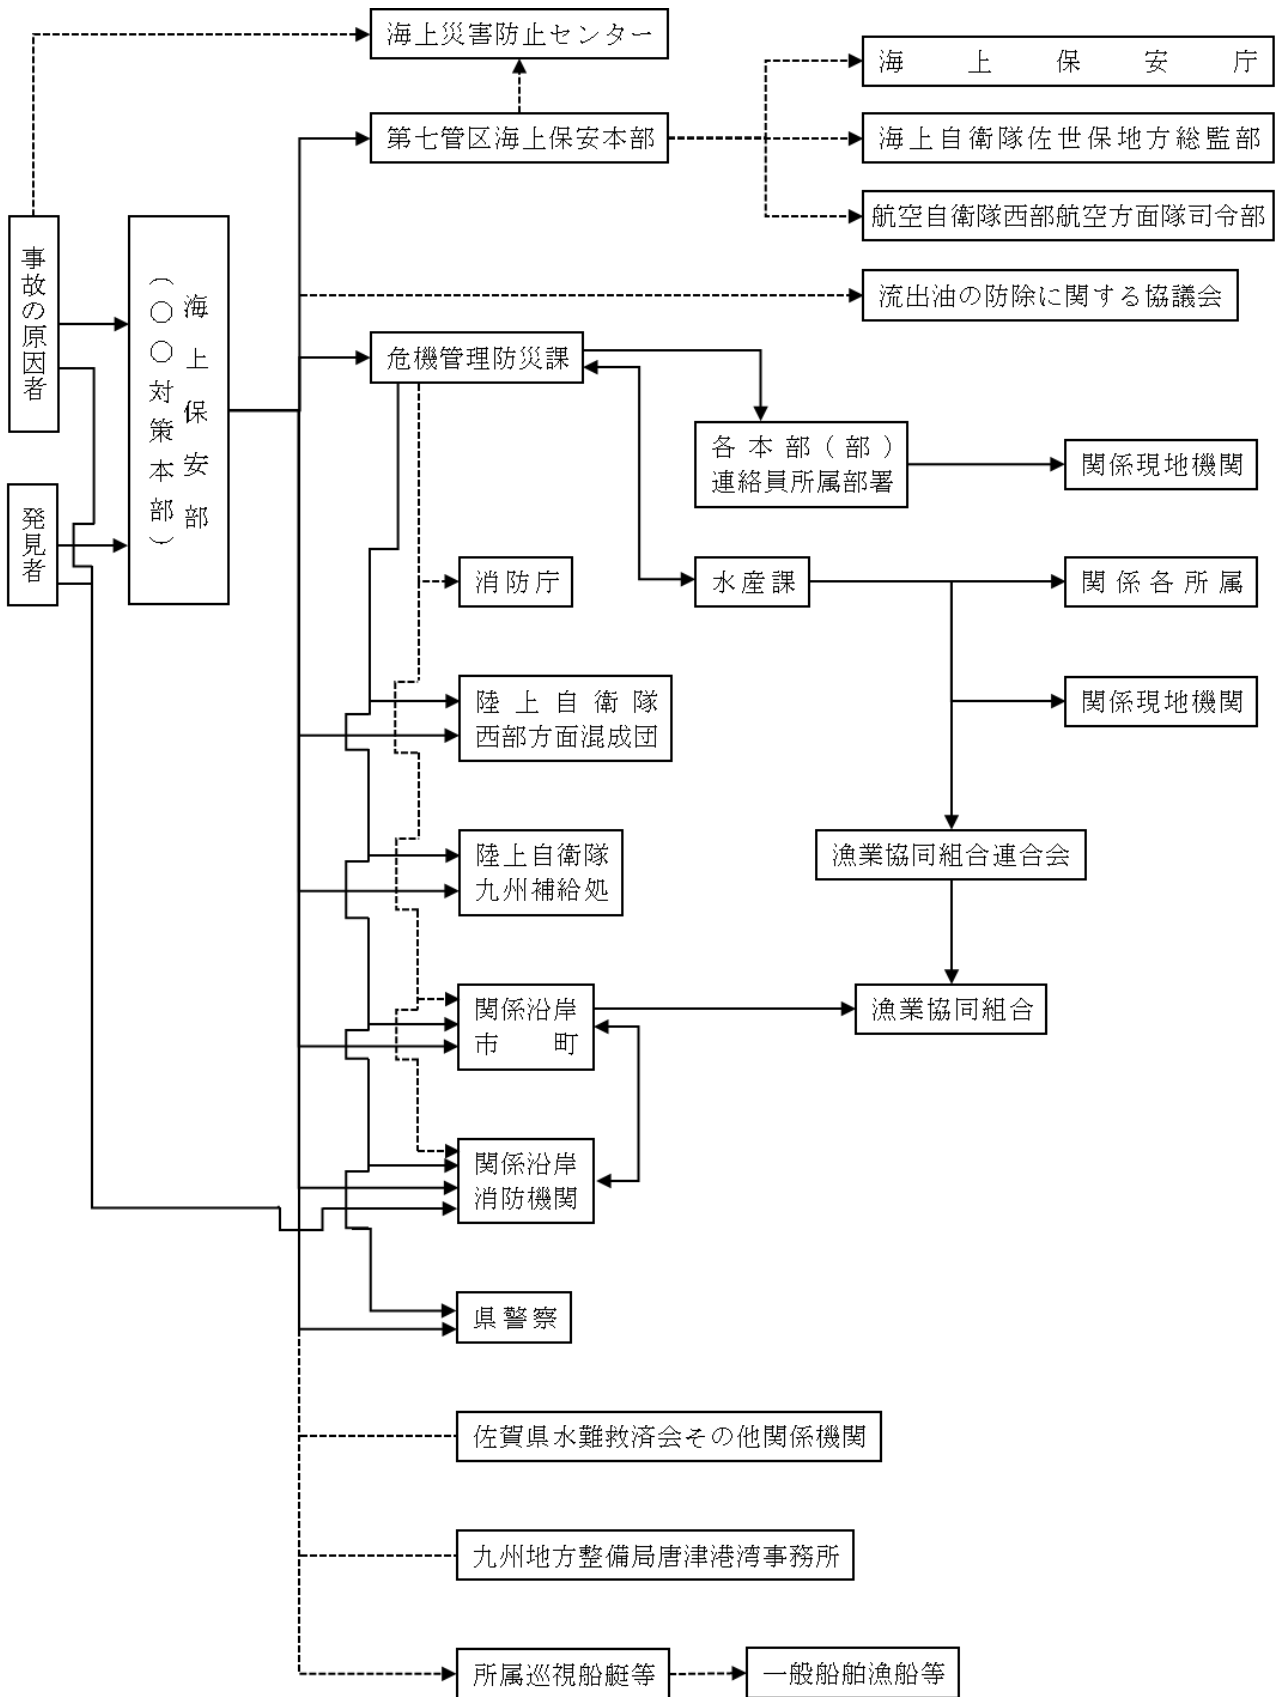 海上災害防止センター
海上保安庁
第七管区海上保安本部
海上自衛隊佐世保地方総監部
航空自衛隊西部航空方面隊司令部
事故の原因者
海上保安部
（○○○対策本部）
流出油の防除に関する協議会
危機管理防災課
各本部（部）
連絡員所属部署
関係現地機関
発見者
消防庁
水産課
関係各所属
陸上自衛隊
西部方面混成団
関係現地機関
陸上自衛隊
九州補給処
漁業協同組合連合会
関係沿岸
市町
漁業協同組合
関係沿岸
消防機関
県警察
佐賀県水難救済会その他関係機関
九州地方整備局唐津港湾事務所
所属巡視船艇等
一般船舶漁船等